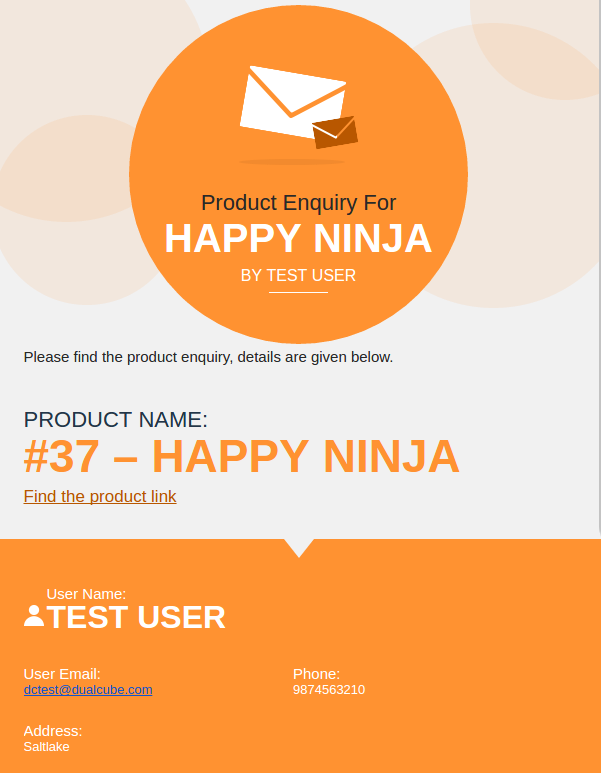 Product Enquiry For
HAPPY NINJA
BY TEST USER
Please find the product enquiry, details are given below.
PRODUCT NAME:
#37 – HAPPY NINJA
Find the product link
User Name:
TEST USER
User Email:
dctest@dualcube.com
Phone:
9874563210
Address:
Saltlake